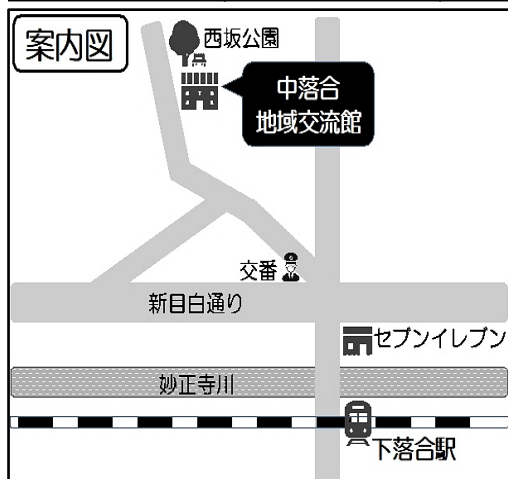 案内図
西坂公園
中落合
地域交流館
交番
新目白通り
セブンイレブン
妙正寺川
下落合駅